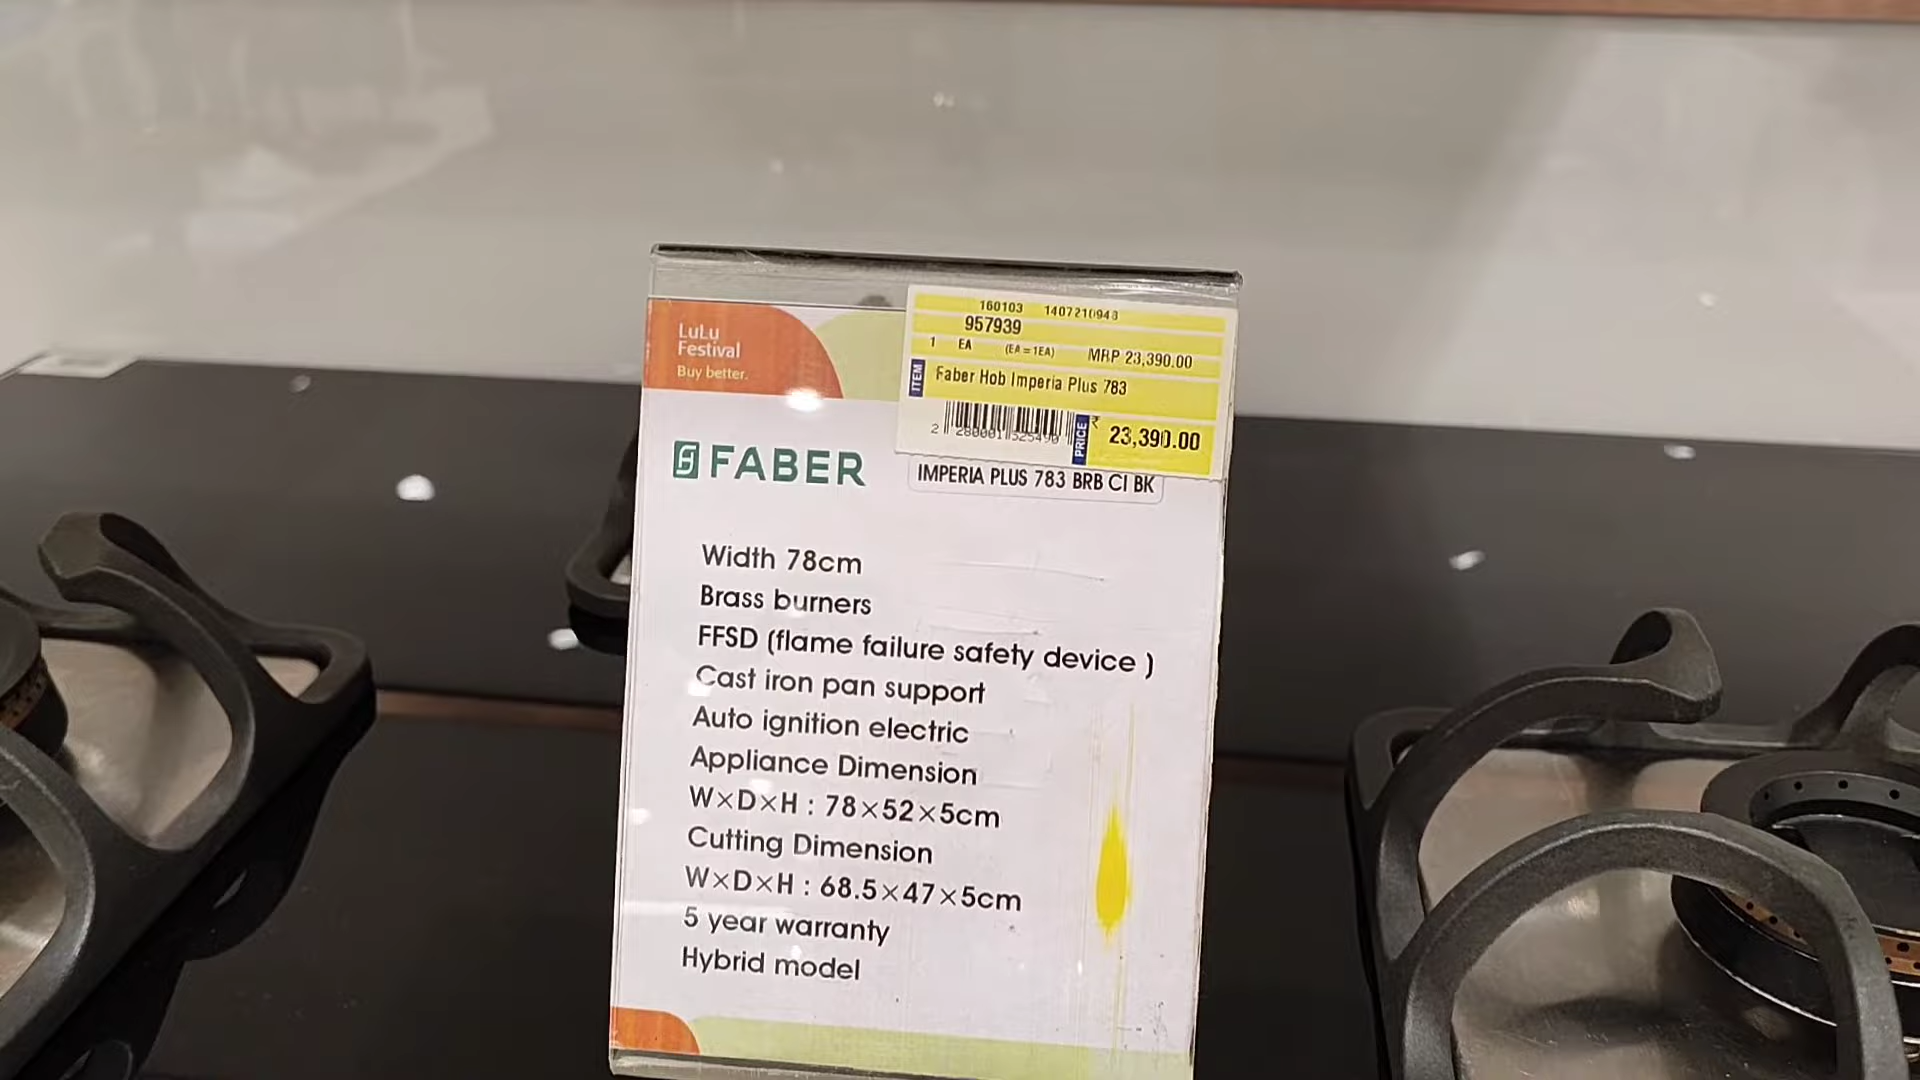 LuLu
Festival
Buy better.
160103 1407210943
957939
1 EA (EA = 1EA) MRP 23,390.00
ITEM Faber Hob Imperia Plus 783
2
PRICE ₹ 23,390.00
FABER
IMPERIA PLUS 783 BRB CI BK
Width 78cm
Brass burners
FFSD (flame failure safety device )
Cast iron pan support
Auto ignition electric
Appliance Dimension
W×D×H : 78×52×5cm
Cutting Dimension
W×D×H : 68.5×47×5cm
5 year warranty
Hybrid model